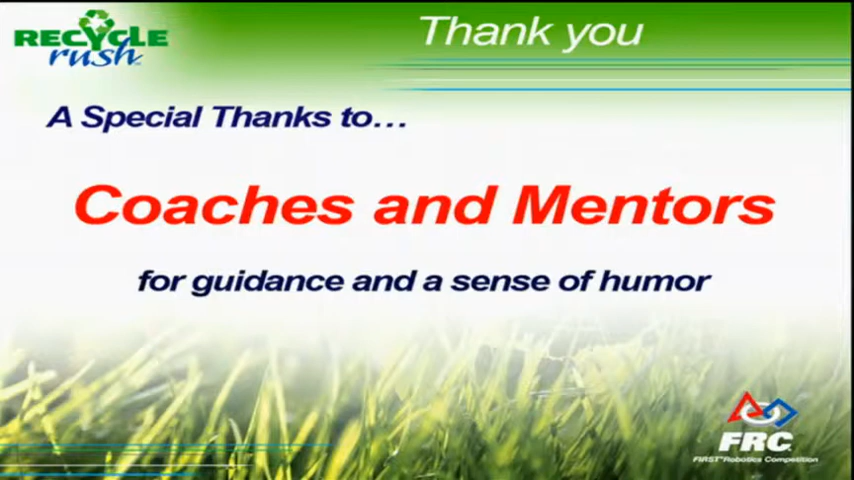 RECYCLE
rush
Thank you
A Special Thanks to...
Coaches and Mentors
for guidance and a sense of humor
FRC
FIRST® Robotics Competition